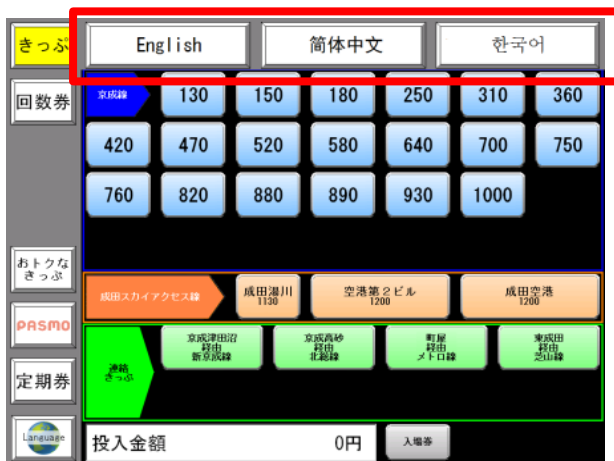 きっぷ
English
简体中文
한국어
回数券
京成線
130
150
180
250
310
360
420
470
520
580
640
700
750
760
820
880
890
930
1000
おトクな
きっぷ
成田スカイアクセス線
成田湯川
1130
空港第2ビル
1200
成田空港
1200
PASMO
連絡
きっぷ
京成津田沼
経由
新京成線
京成高砂
経由
北総線
町屋
経由
メトロ線
東成田
経由
芝山線
定期券
Language
投入金額
0円
入場券